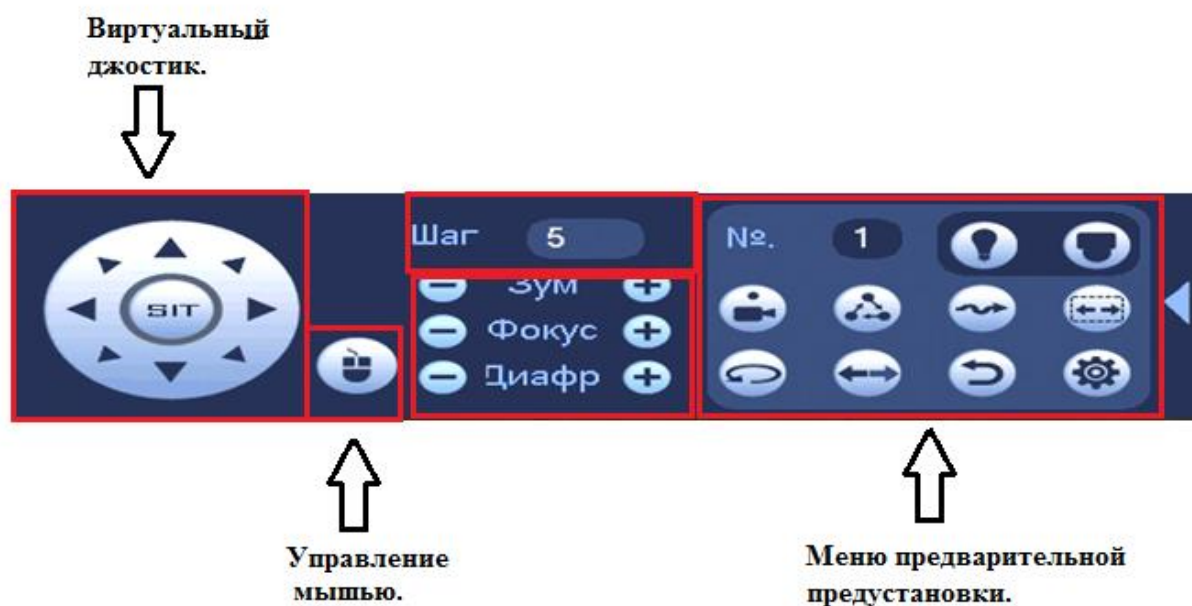 Виртуальный
джостик.
Шаг 5
№. 1
SIT
Зум
Фокус
Диафр
Управление
мышью.
Меню предварительной
предустановки.